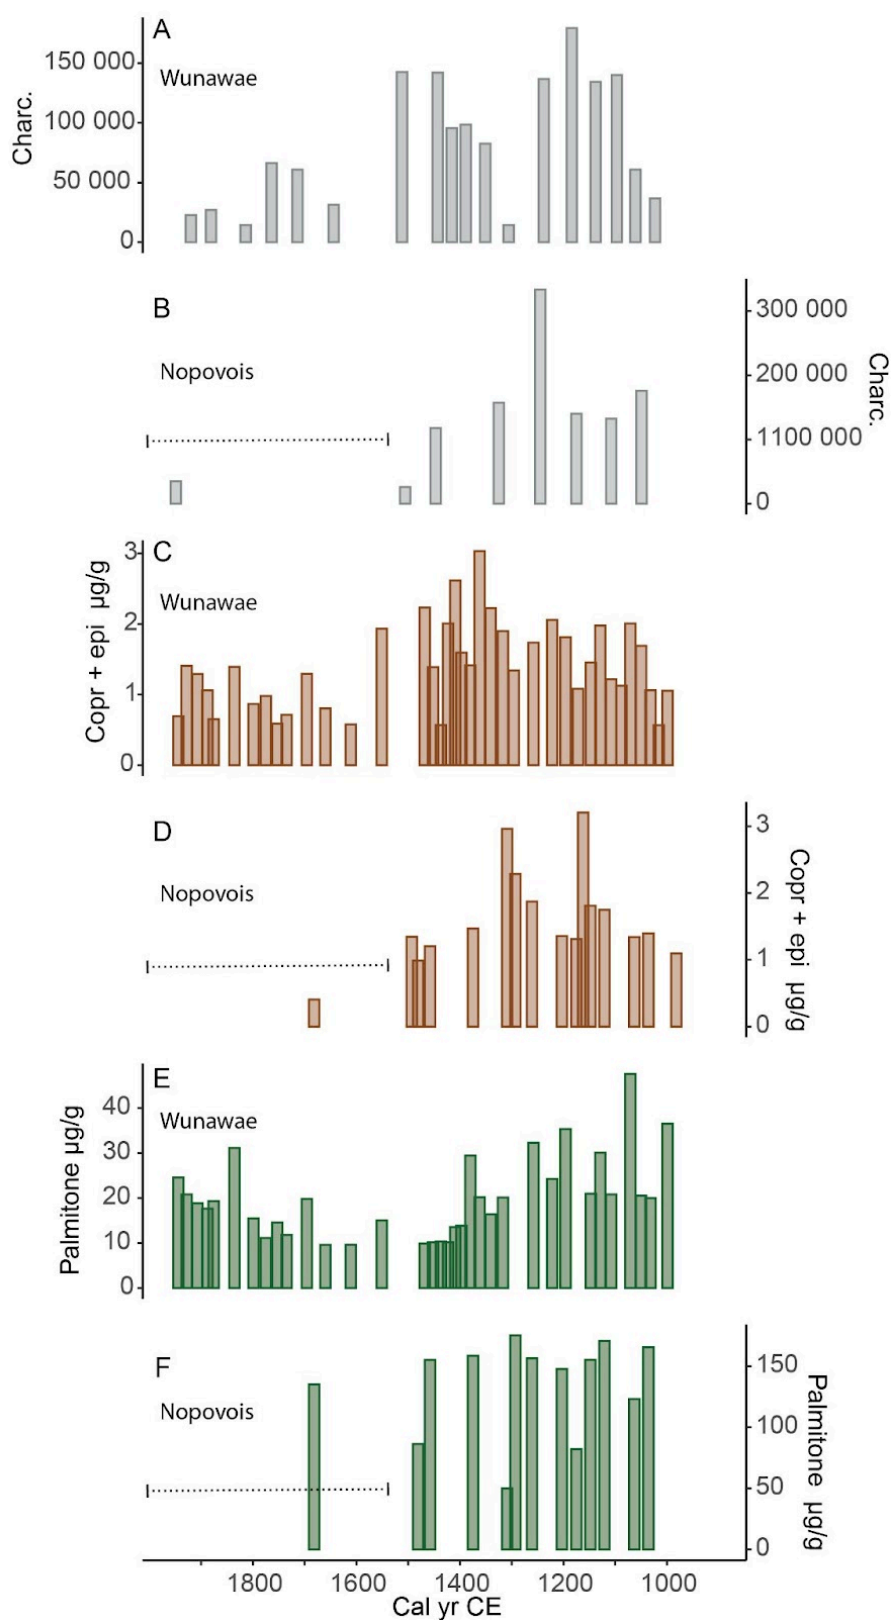 A
Wunawae
Charc.
150 000
100 000
50 000
0
B
Nopovois
Charc.
300 000
200 000
1100 000
0
C
Wunawae
Copr + epi µg/g
3
2
1
0
D
Nopovois
Copr + epi µg/g
3
2
1
0
E
Wunawae
Palmitone µg/g
40
30
20
10
0
F
Nopovois
Palmitone µg/g
150
100
50
0
1800 1600 1400 1200 1000
Cal yr CE